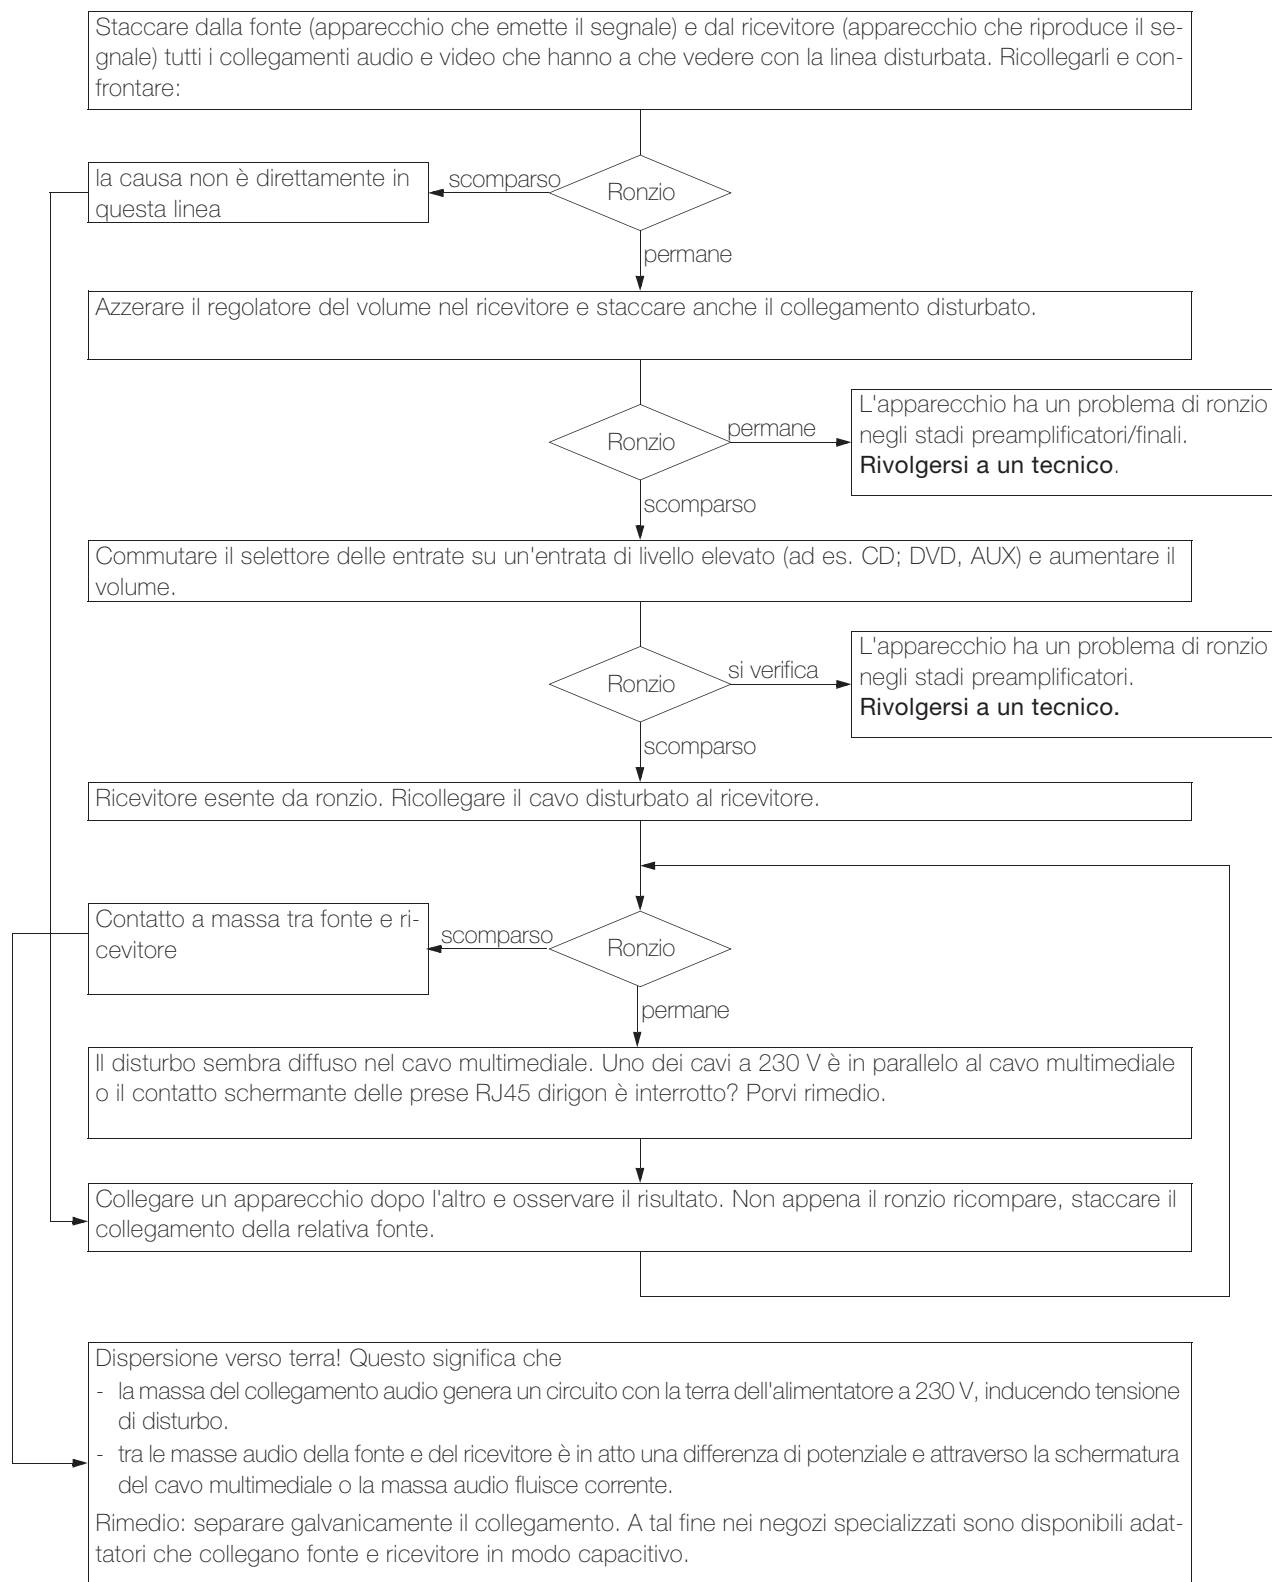 Staccare dalla fonte (apparecchio che emette il segnale) e dal ricevitore (apparecchio che riproduce il se-
gnale) tutti i collegamenti audio e video che hanno a che vedere con la linea disturbata. Ricollegarli e con-
frontare:
la causa non è direttamente in
questa linea
scomparso
Ronzio
permane
Azzerare il regolatore del volume nel ricevitore e staccare anche il collegamento disturbato.
Ronzio
permane
L'apparecchio ha un problema di ronzio
negli stadi preamplificatori/finali.
Rivolgersi a un tecnico.
scomparso
Commutare il selettore delle entrate su un'entrata di livello elevato (ad es. CD; DVD, AUX) e aumentare il
volume.
Ronzio
si verifica
L'apparecchio ha un problema di ronzio
negli stadi preamplificatori.
Rivolgersi a un tecnico.
scomparso
Ricevitore esente da ronzio. Ricollegare il cavo disturbato al ricevitore.
Contatto a massa tra fonte e ri-
cevitore
scomparso
Ronzio
permane
Il disturbo sembra diffuso nel cavo multimediale. Uno dei cavi a 230 V è in parallelo al cavo multimediale
o il contatto schermante delle prese RJ45 dirigon è interrotto? Porvi rimedio.
Collegare un apparecchio dopo l'altro e osservare il risultato. Non appena il ronzio ricompare, staccare il
collegamento della relativa fonte.
Dispersione verso terra! Questo significa che
- la massa del collegamento audio genera un circuito con la terra dell'alimentatore a 230 V, inducendo tensione
di disturbo.
- tra le masse audio della fonte e del ricevitore è in atto una differenza di potenziale e attraverso la schermatura
del cavo multimediale o la massa audio fluisce corrente.
Rimedio: separare galvanicamente il collegamento. A tal fine nei negozi specializzati sono disponibili adat-
tatori che collegano fonte e ricevitore in modo capacitivo.